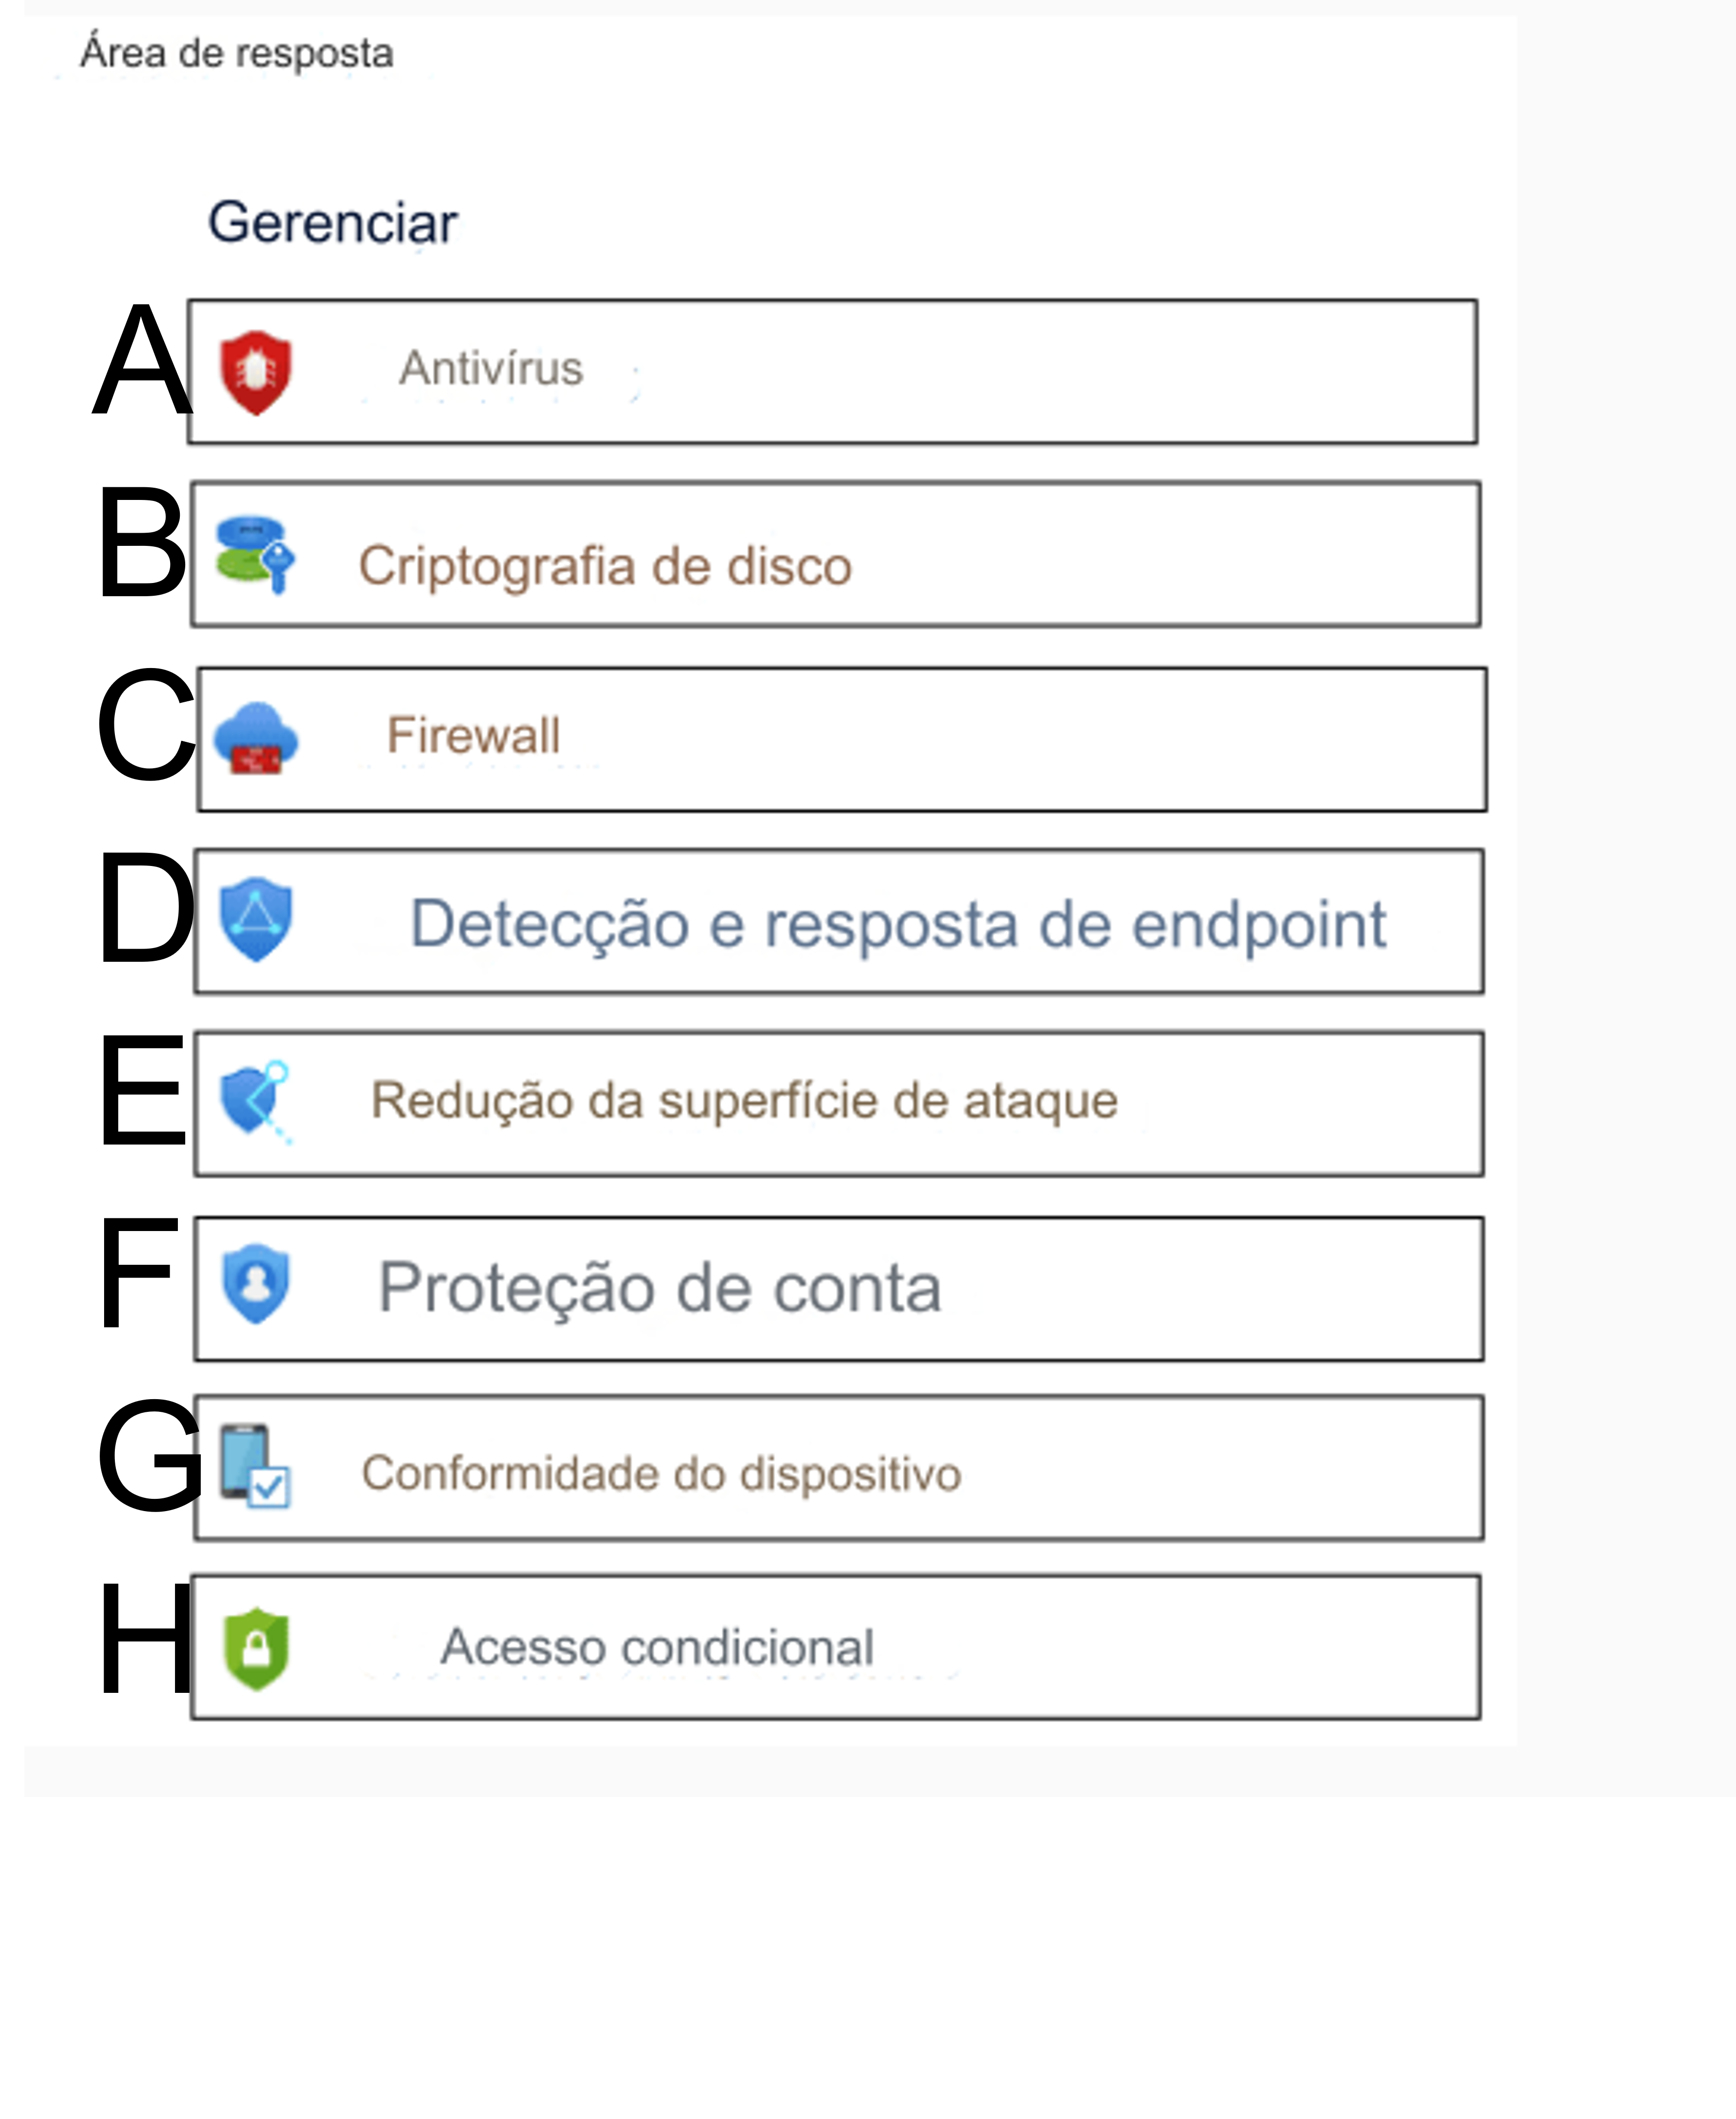 Área de resposta
Gerenciar
A Antivírus
B Criptografia de disco
C Firewall
D Detecção e resposta de endpoint
E Redução da superfície de ataque
F Proteção de conta
G Conformidade do dispositivo
H Acesso condicional